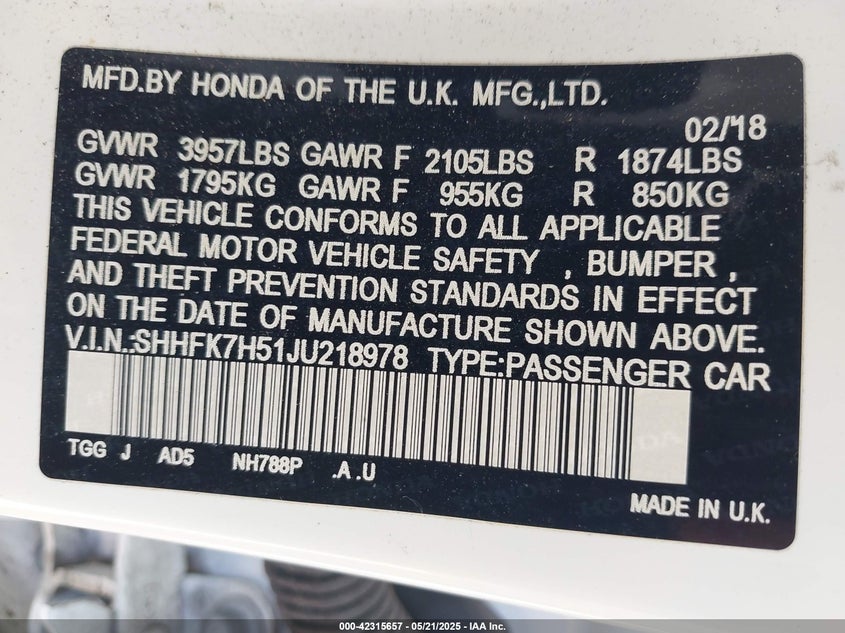 MFD.BY HONDA OF THE U.K. MFG.,LTD.
02/18
GVWR 3957LBS GAWR F 2105LBS R 1874LBS
GVWR 1795KG GAWR F 955KG R 850KG
THIS VEHICLE CONFORMS TO ALL APPLICABLE
FEDERAL MOTOR VEHICLE SAFETY , BUMPER ,
AND THEFT PREVENTION STANDARDS IN EFFECT
ON THE DATE OF MANUFACTURE SHOWN ABOVE.
V.I.N.:SHHFK7H51JU218978 TYPE:PASSENGER CAR
TGG J AD5 NH788P .A .U
MADE IN U.K.
000-42315657 - 05/21/2025 - IAA Inc.